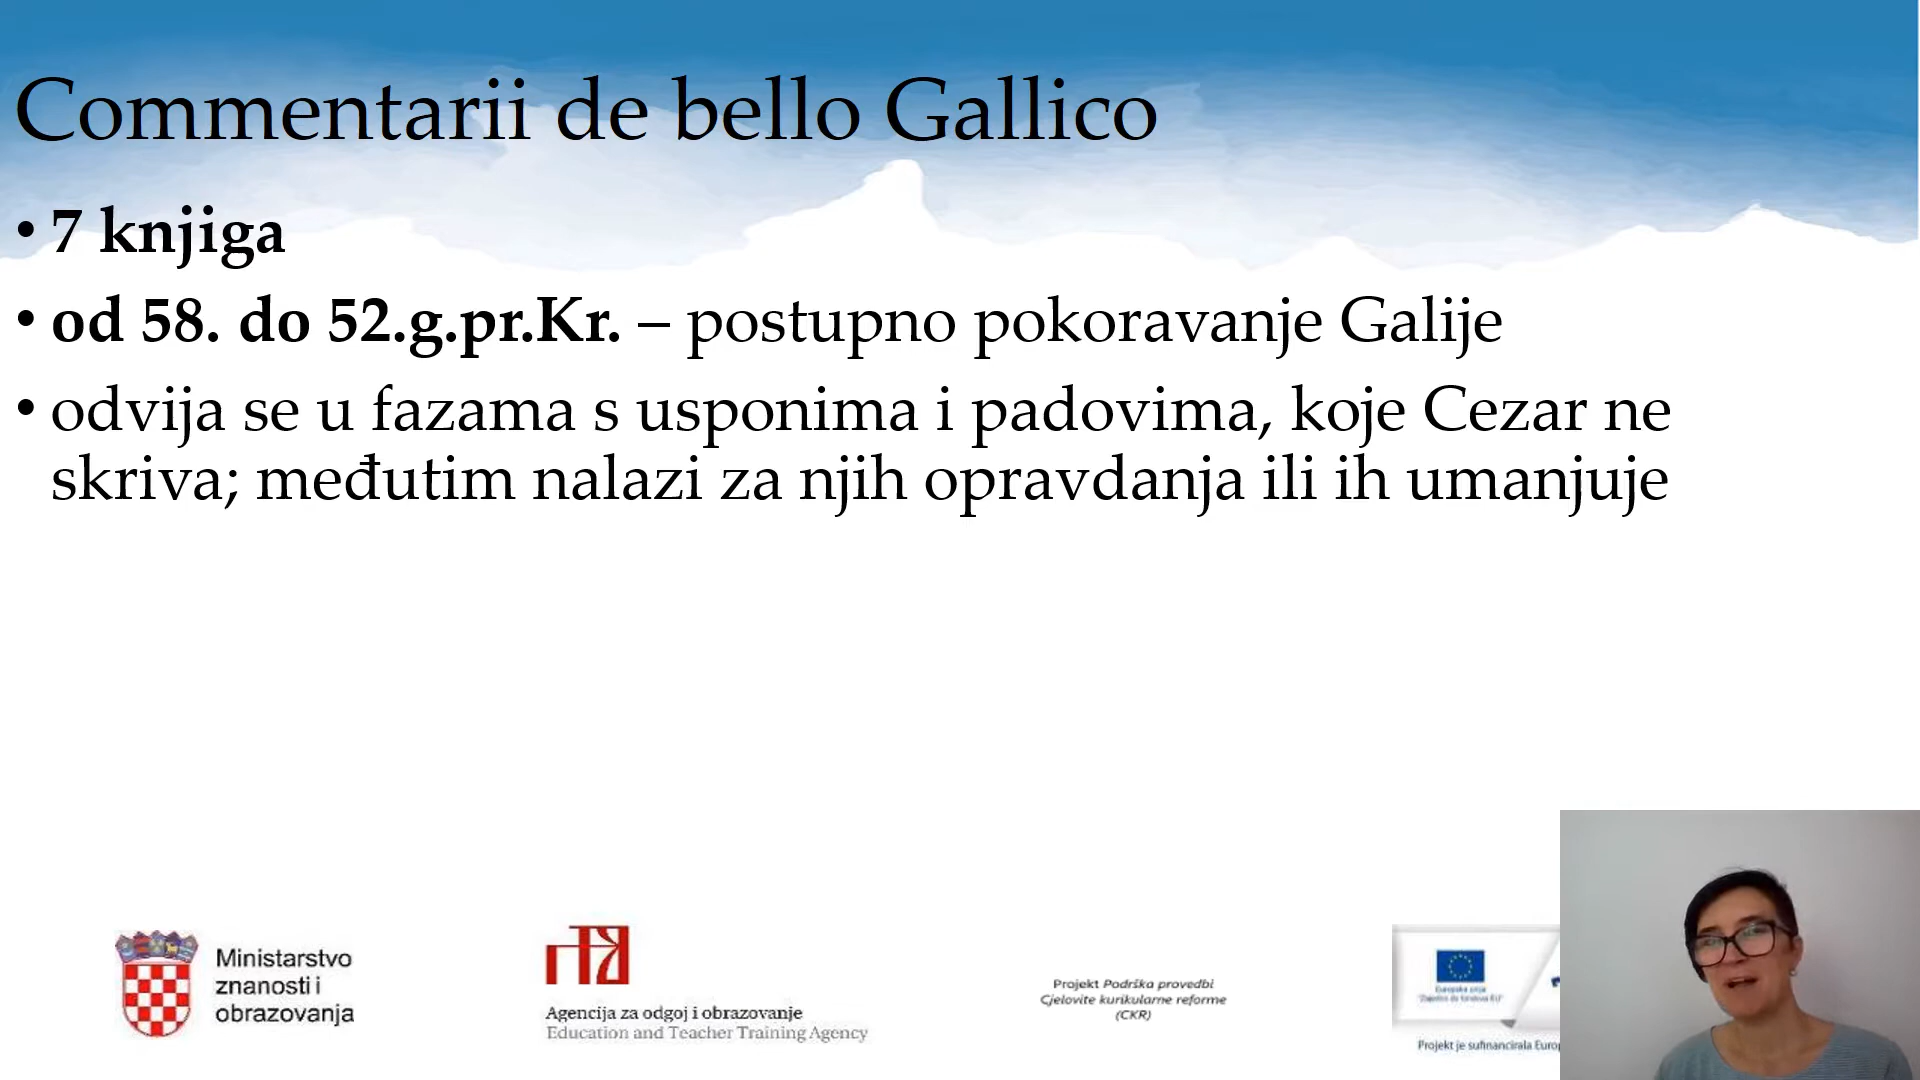 Commentarii de bello Gallico
• 7 knjiga
• od 58. do 52.g.pr.Kr. – postupno pokoravanje Galije
• odvija se u fazama s usponima i padovima, koje Cezar ne
skriva; međutim nalazi za njih opravdanja ili ih umanjuje
Ministarstvo
znanosti i
obrazovanja
Agencija za odgoj i obrazovanje
Education and Teacher Training Agency
Projekt Podrška provedbi
Cjelovite kurikularne reforme
(CKR)
Europska unija
"Zajedno do fondova EU"
Projekt je sufinancirala Europ